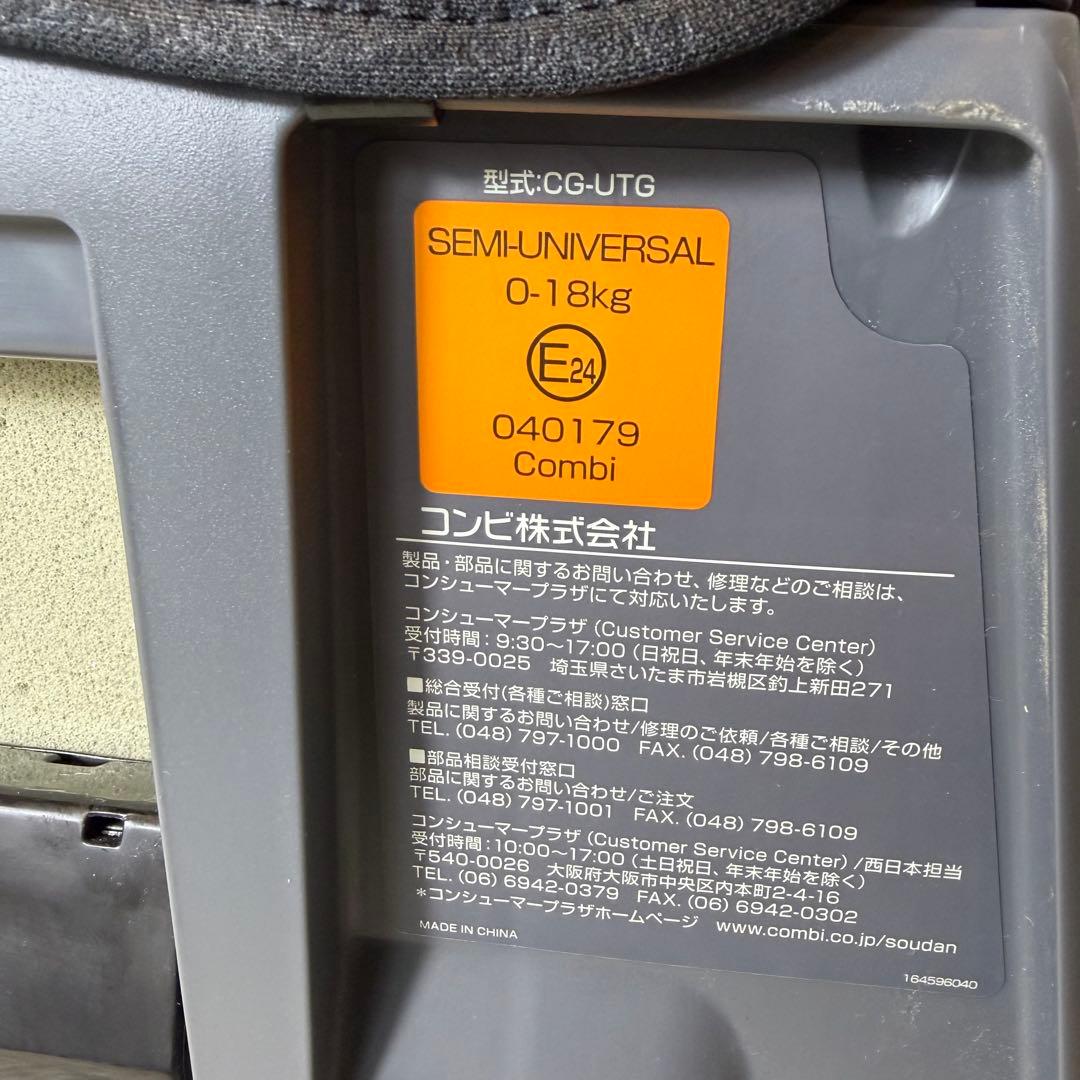 型式:CG-UTG
SEMI-UNIVERSAL
0-18kg
E24
040179
Combi
コンビ株式会社
製品・部品に関するお問い合わせ、修理などのご相談は、
コンシューマープラザにて対応いたします。
コンシューマープラザ (Customer Service Center)
受付時間：9:30～17:00 (日祝日、年末年始を除く)
〒339-0025 埼玉県さいたま市岩槻区釣上新田271
■総合受付(各種ご相談)窓口
製品に関するお問い合わせ/修理のご依頼/各種ご相談/その他
TEL. (048) 797-1000 FAX. (048) 798-6109
■部品相談受付窓口
部品に関するお問い合わせ/ご注文
TEL. (048) 797-1001 FAX. (048) 798-6109
コンシューマープラザ (Customer Service Center) /西日本担当
受付時間：10:00～17:00 (土日祝日、年末年始を除く)
〒540-0026 大阪府大阪市中央区内本町2-4-16
TEL. (06) 6942-0379 FAX. (06) 6942-0302
＊コンシューマープラザホームページ www.combi.co.jp/soudan
MADE IN CHINA
164596040